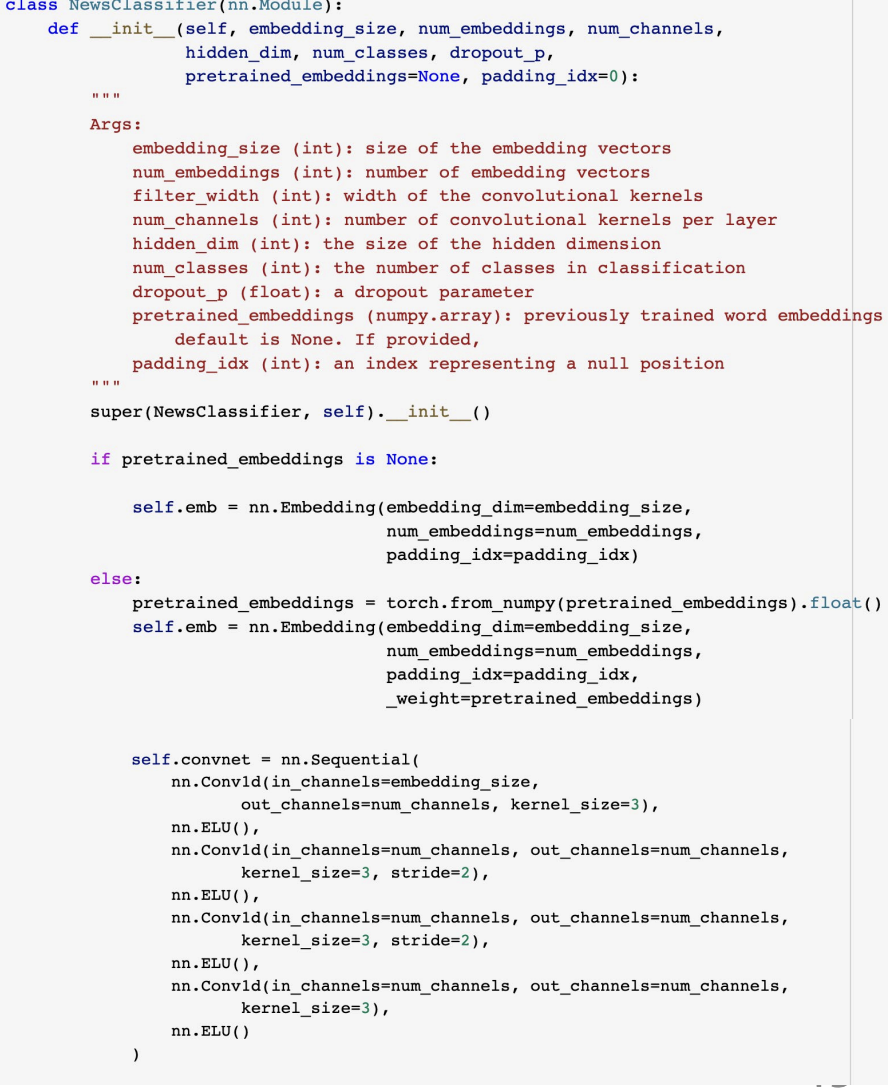 class NewsClassifier(nn.Module):
    def __init__(self, embedding_size, num_embeddings, num_channels,
                 hidden_dim, num_classes, dropout_p,
                 pretrained_embeddings=None, padding_idx=0):
        """
        Args:
            embedding_size (int): size of the embedding vectors
            num_embeddings (int): number of embedding vectors
            filter_width (int): width of the convolutional kernels
            num_channels (int): number of convolutional kernels per layer
            hidden_dim (int): the size of the hidden dimension
            num_classes (int): the number of classes in classification
            dropout_p (float): a dropout parameter
            pretrained_embeddings (numpy.array): previously trained word embeddings
                default is None. If provided,
            padding_idx (int): an index representing a null position
        """
        super(NewsClassifier, self).__init__()
        if pretrained_embeddings is None:
            self.emb = nn.Embedding(embedding_dim=embedding_size,
                                    num_embeddings=num_embeddings,
                                    padding_idx=padding_idx)
        else:
            pretrained_embeddings = torch.from_numpy(pretrained_embeddings).float()
            self.emb = nn.Embedding(embedding_dim=embedding_size,
                                    num_embeddings=num_embeddings,
                                    padding_idx=padding_idx,
                                    _weight=pretrained_embeddings)
            self.convnet = nn.Sequential(
                nn.Conv1d(in_channels=embedding_size,
                       out_channels=num_channels, kernel_size=3),
                nn.ELU(),
                nn.Conv1d(in_channels=num_channels, out_channels=num_channels,
                       kernel_size=3, stride=2),
                nn.ELU(),
                nn.Conv1d(in_channels=num_channels, out_channels=num_channels,
                       kernel_size=3, stride=2),
                nn.ELU(),
                nn.Conv1d(in_channels=num_channels, out_channels=num_channels,
                       kernel_size=3),
                nn.ELU()
            )